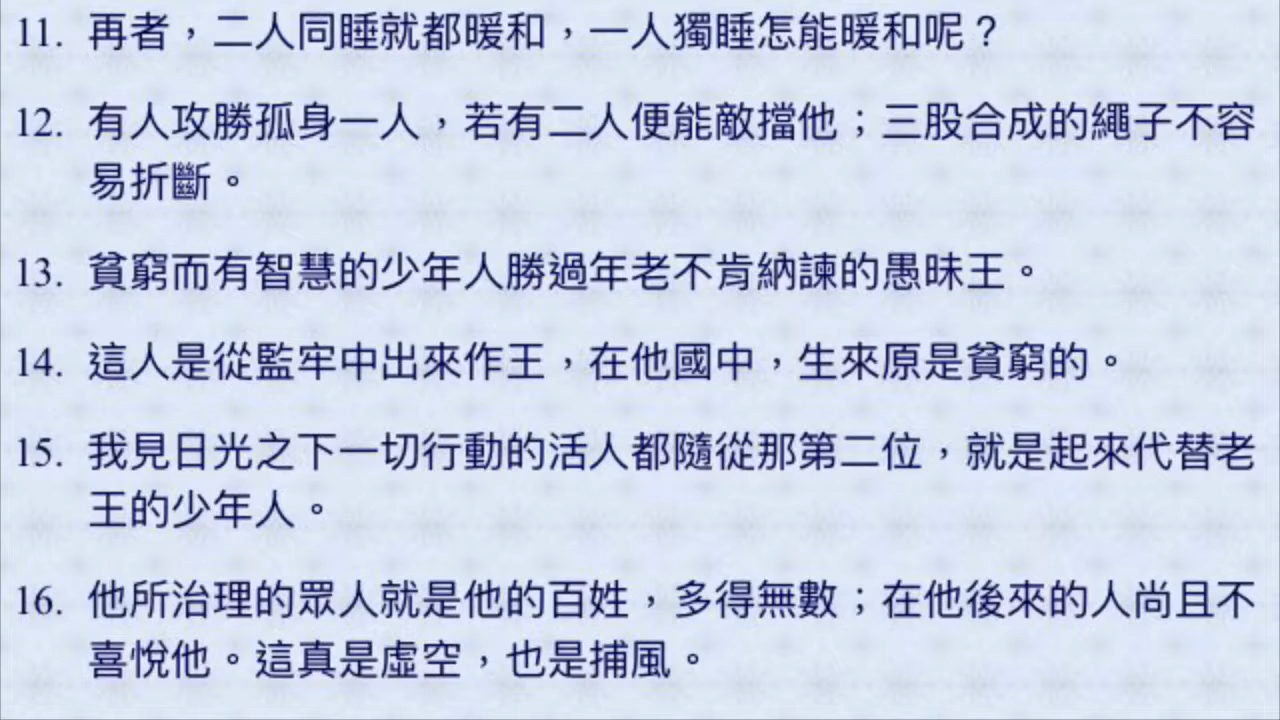 11. 再者，二人同睡就都暖和，一人獨睡怎能暖和呢？
12. 有人攻勝孤身一人，若有二人便能敵擋他；三股合成的繩子不容
易折斷。
13. 貧窮而有智慧的少年人勝過年老不肯納諫的愚昧王。
14. 這人是從監牢中出來作王，在他國中，生來原是貧窮的。
15. 我見日光之下一切行動的活人都隨從那第二位，就是起來代替老
王的少年人。
16. 他所治理的眾人就是他的百姓，多得無數；在他後來的人尚且不
喜悅他。這真是虛空，也是捕風。